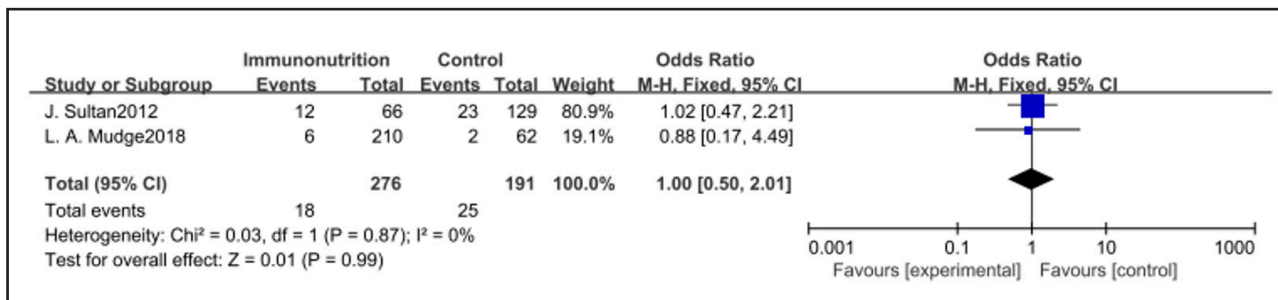 Immunonutrition Control Odds Ratio Odds Ratio
Study or Subgroup Events Total Events Total Weight M-H, Fixed, 95% CI M-H, Fixed, 95% CI
J. Sultan2012 12 66 23 129 80.9% 1.02 [0.47, 2.21]
L. A. Mudge2018 6 210 2 62 19.1% 0.88 [0.17, 4.49]
Total (95% CI) 276 191 100.0% 1.00 [0.50, 2.01]
Total events 18 25
Heterogeneity: Chi² = 0.03, df = 1 (P = 0.87); I² = 0%
Test for overall effect: Z = 0.01 (P = 0.99)
0.001 0.1 1 10 1000
Favours [experimental] Favours [control]